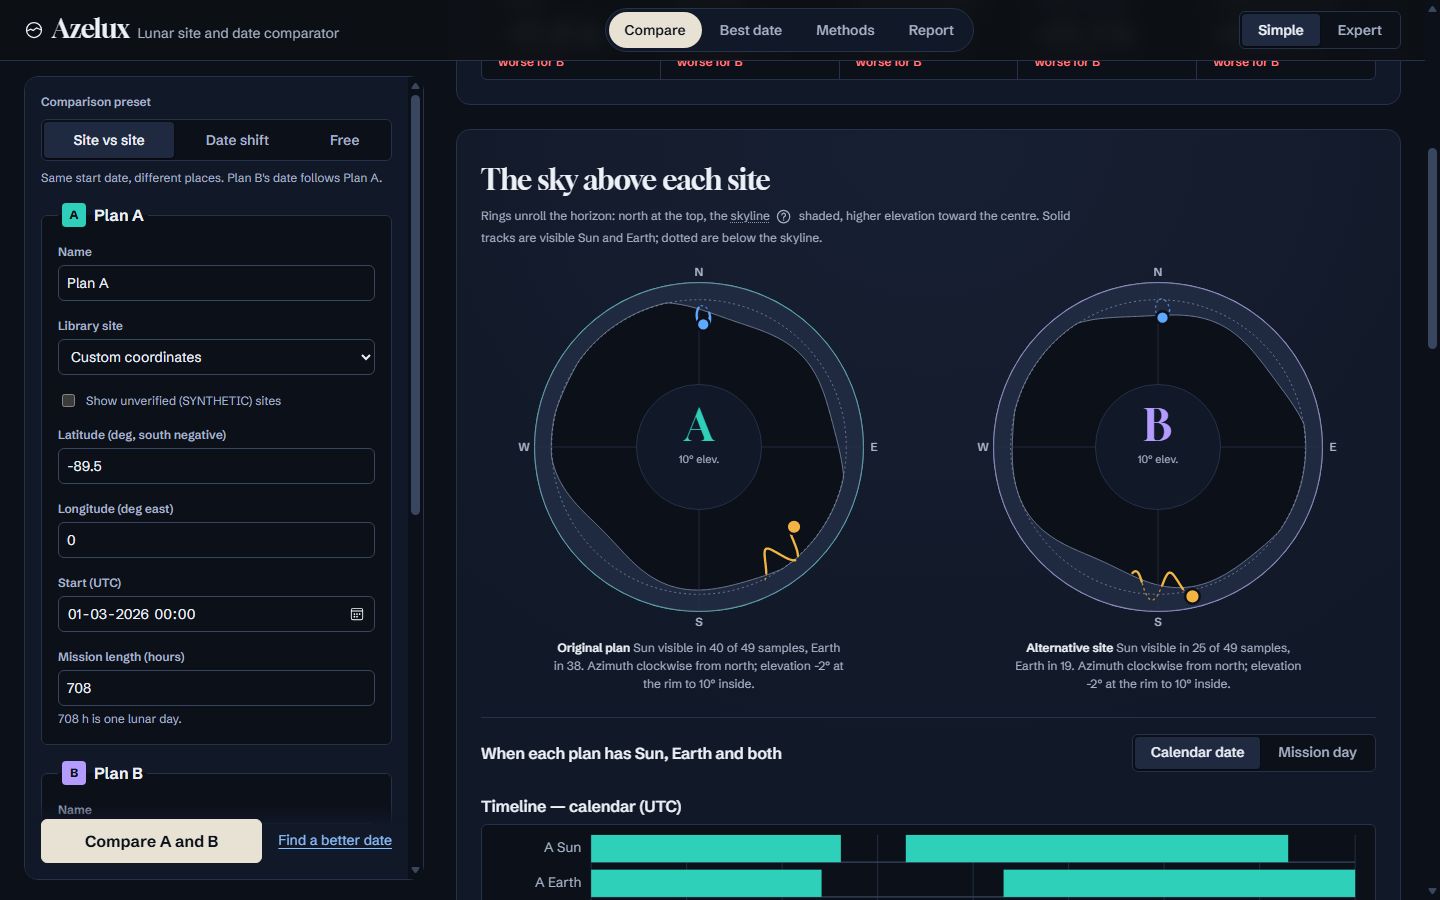 Azelux Lunar site and date comparator
Compare Best date Methods Report
Simple Expert
Comparison preset
Site vs site Date shift Free
Same start date, different places. Plan B's date follows Plan A.
A Plan A
Name
Plan A
Library site
Custom coordinates
Show unverified (SYNTHETIC) sites
Latitude (deg, south negative)
-89.5
Longitude (deg east)
0
Start (UTC)
01-03-2026 00:00
Mission length (hours)
708
708 h is one lunar day.
B Plan B
Name
Compare A and B Find a better date
worse for B worse for B worse for B worse for B worse for B
The sky above each site
Rings unroll the horizon: north at the top, the skyline ? shaded, higher elevation toward the centre. Solid
tracks are visible Sun and Earth; dotted are below the skyline.
N
W
A
10° elev.
E
S
Original plan Sun visible in 40 of 49 samples, Earth
in 38. Azimuth clockwise from north; elevation -2° at
the rim to 10° inside.
N
W
B
10° elev.
E
S
Alternative site Sun visible in 25 of 49 samples,
Earth in 19. Azimuth clockwise from north; elevation
-2° at the rim to 10° inside.
When each plan has Sun, Earth and both
Calendar date Mission day
Timeline — calendar (UTC)
A Sun
A Earth